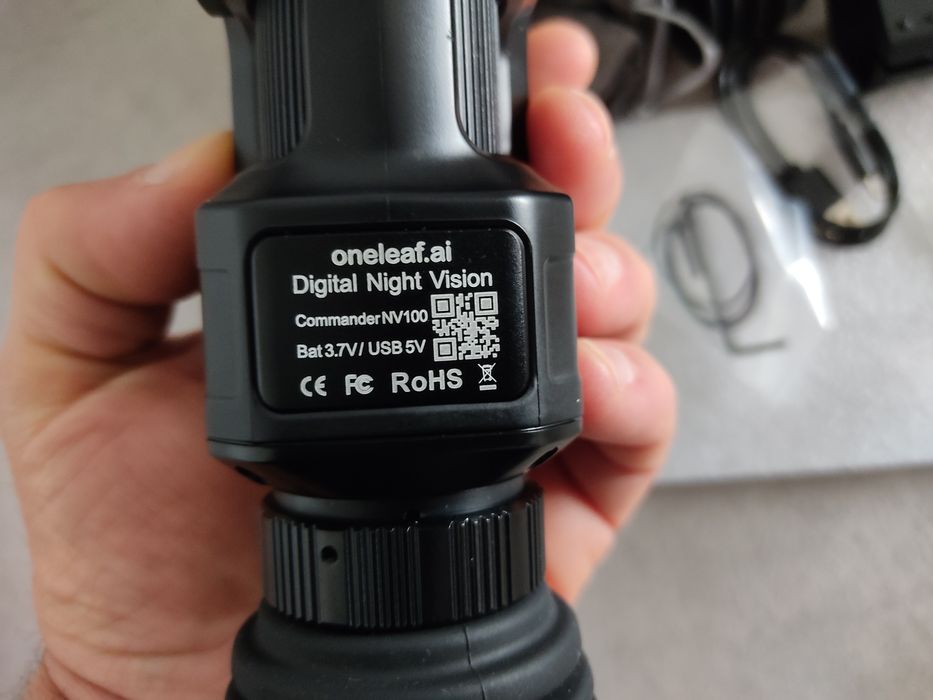 oneleaf.ai
Digital Night Vision
Commander NV100
Bat 3.7V / USB 5V
CE FC RoHS